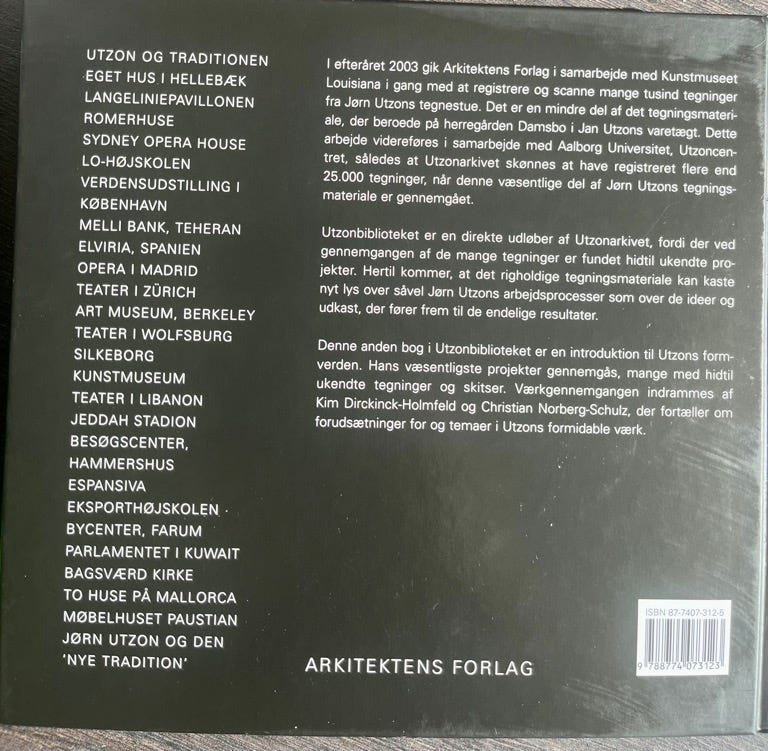 UTZON OG TRADITIONEN
EGET HUS I HELLEBÆK
LANGELINIEPAVILLONEN
ROMERHUSE
SYDNEY OPERA HOUSE
LO-HØJSKOLEN
VERDENSUDSTILLING I
KØBENHAVN
MELLI BANK, TEHERAN
ELVIRIA, SPANIEN
OPERA I MADRID
TEATER I ZÜRICH
ART MUSEUM, BERKELEY
TEATER I WOLFSBURG
SILKEBORG
KUNSTMUSEUM
TEATER I LIBANON
JEDDAH STADION
BESØGSCENTER,
HAMMERSHUS
ESPANSIVA
EKSPORTHØJSKOLEN
BYCENTER, FARUM
PARLAMENTET I KUWAIT
BAGSVÆRD KIRKE
TO HUSE PÅ MALLORCA
MØBELHUSET PAUSTIAN
JØRN UTZON OG DEN
'NYE TRADITION'
I efteråret 2003 gik Arkitektens Forlag i samarbejde med Kunstmuseet
Louisiana i gang med at registrere og scanne mange tusind tegninger
fra Jørn Utzons tegnestue. Det er en mindre del af det tegningsmateri-
ale, der beroede på herregården Damsbo i Jan Utzons varetægt. Dette
arbejde videreføres i samarbejde med Aalborg Universitet, Utzoncen-
tret, således at Utzonarkivet skønnes at have registreret flere end
25.000 tegninger, når denne væsentlige del af Jørn Utzons tegnings-
materiale er gennemgået.
Utzonbiblioteket er en direkte udløber af Utzonarkivet, fordi der ved
gennemgangen af de mange tegninger er fundet hidtil ukendte pro-
jekter. Hertil kommer, at det righoldige tegningsmateriale kan kaste
nyt lys over såvel Jørn Utzons arbejdsprocesser som over de ideer og
udkast, der fører frem til de endelige resultater.
Denne anden bog i Utzonbiblioteket er en introduktion til Utzons form-
verden. Hans væsentligste projekter gennemgås, mange med hidtil
ukendte tegninger og skitser. Værkgennemgangen indrammes af
Kim Dirckinck-Holmfeld og Christian Norberg-Schulz, der fortæller om
forudsætninger for og temaer i Utzons formidable værk.
ARKITEKTENS FORLAG
ISBN 87-7407-312-5
9 788774 073123